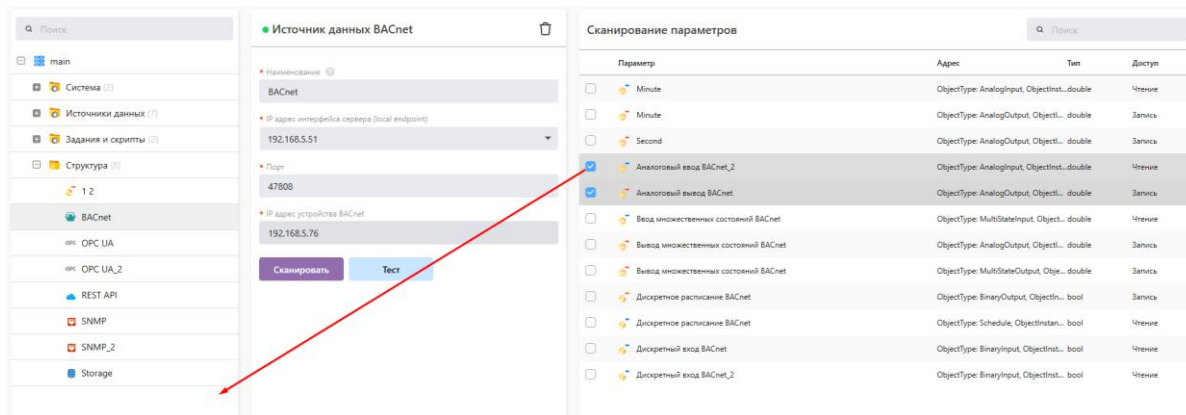 Поиск
main
Система (2)
Источники данных (7)
Задания и скрипты (2)
Структура (8)
1 2
BACnet
OPC OPC UA
OPC OPC UA_2
REST API
SNMP
SNMP_2
Storage
Источник данных BACnet
* Наименование ?
BACnet
* IP адрес интерфейса сервера (local endpoint)
192.168.5.51
* Порт
47808
* IP адрес устройства BACnet
192.168.5.76
Сканировать Тест
Сканирование параметров Поиск
Параметр Адрес Тип Доступ
Minute ObjectType: AnalogInput, ObjectInst... double Чтение
Minute ObjectType: AnalogOutput, ObjectI... double Запись
Second ObjectType: AnalogOutput, ObjectI... double Запись
Аналоговый ввод BACnet_2 ObjectType: AnalogInput, ObjectInst... double Чтение
Аналоговый вывод BACnet ObjectType: AnalogOutput, ObjectI... double Запись
Ввод множественных состояний BACnet ObjectType: MultiStateInput, Object... double Чтение
Вывод множественных состояний BACnet ObjectType: AnalogOutput, ObjectI... double Запись
Вывод множественных состояний BACnet ObjectType: MultiStateOutput, Obje... double Запись
Дискретное расписание BACnet ObjectType: BinaryOutput, ObjectIn... bool Запись
Дискретное расписание BACnet ObjectType: Schedule, ObjectInstan... bool Чтение
Дискретный вход BACnet ObjectType: BinaryInput, ObjectInst... bool Чтение
Дискретный вход BACnet_2 ObjectType: BinaryInput, ObjectInst... bool Чтение